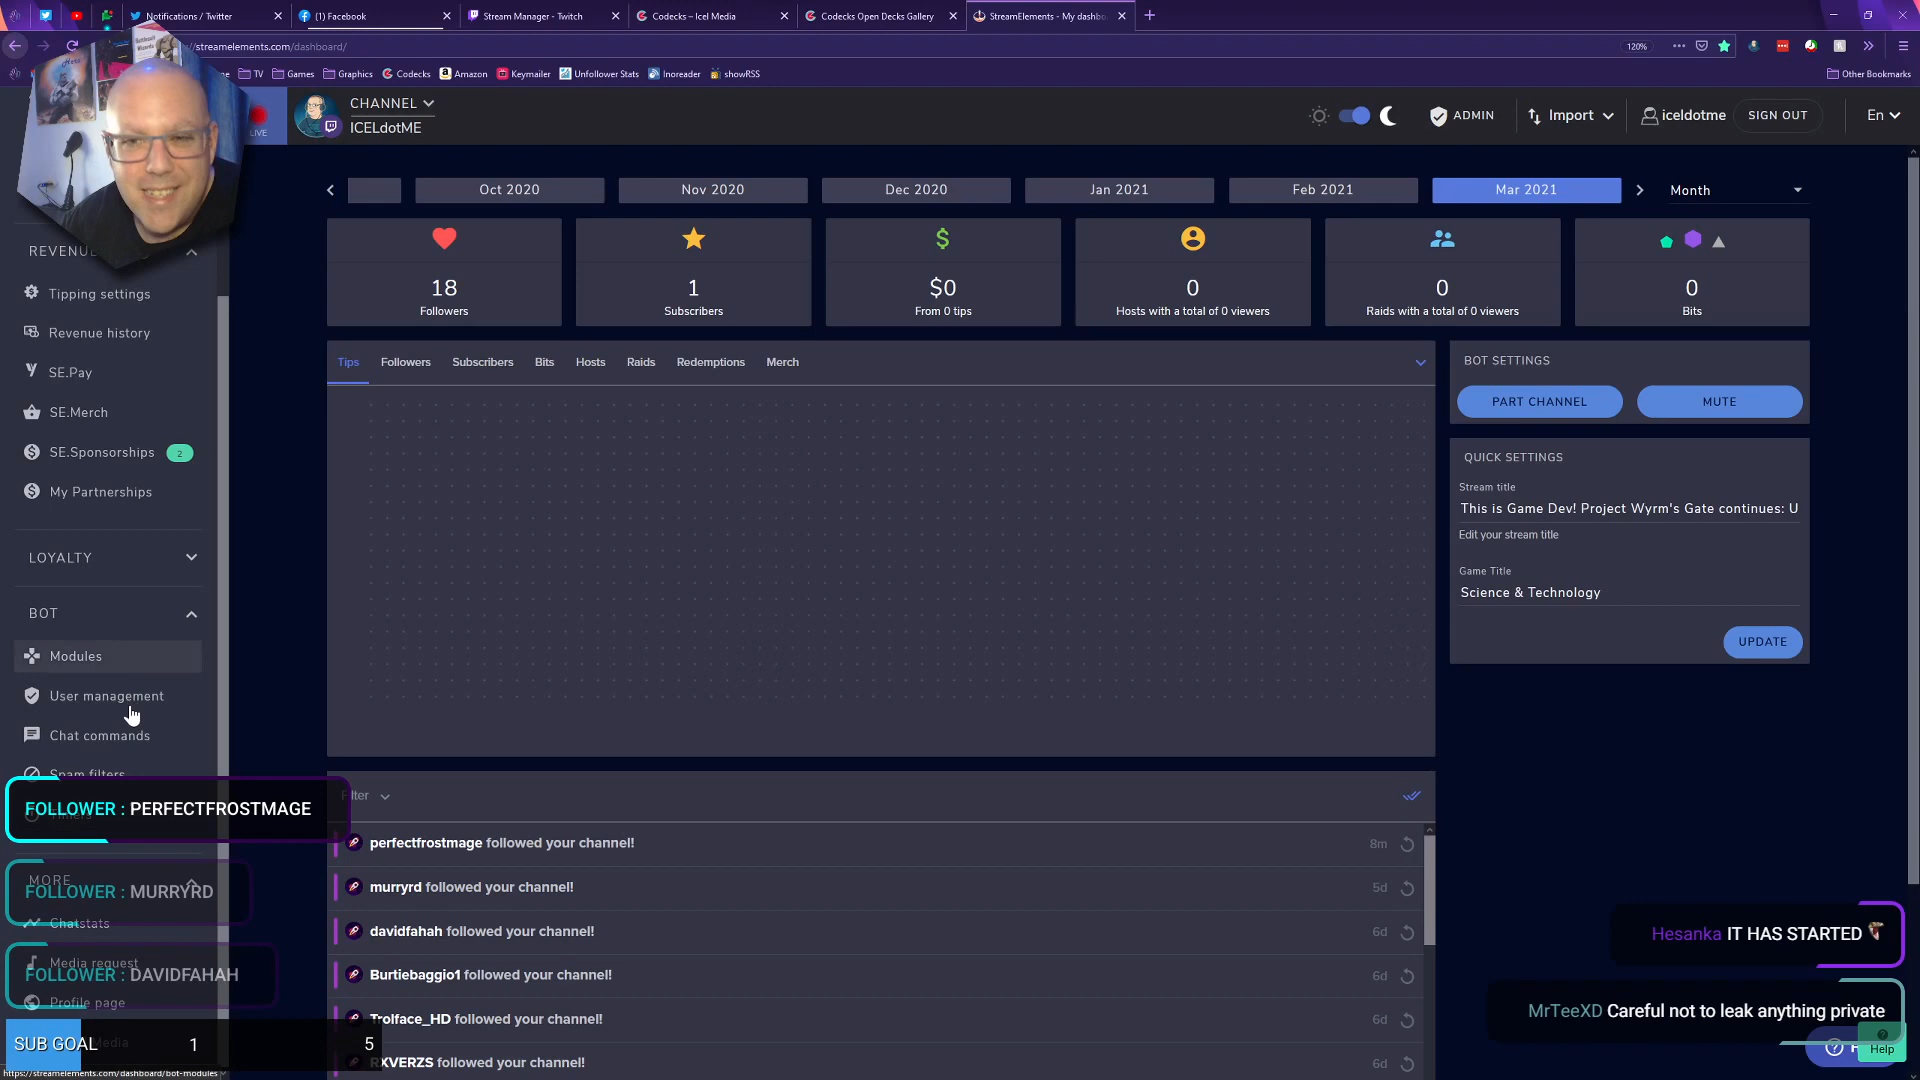 Notifications / Twitter
(1) Facebook
Stream Manager - Twitch
Codecks – Icel Media
Codecks Open Decks Gallery
StreamElements - My dashbo
streamelements.com/dashboard/
120%
TV
Games
Graphics
Codecks
Amazon
Keymailer
Unfollower Stats
Inoreader
showRSS
Other Bookmarks
LIVE
CHANNEL
ICELdotME
ADMIN
Import
iceldotme
SIGN OUT
En
Oct 2020
Nov 2020
Dec 2020
Jan 2021
Feb 2021
Mar 2021
Month
18
Followers
1
Subscribers
$0
From 0 tips
0
Hosts with a total of 0 viewers
0
Raids with a total of 0 viewers
0
Bits
REVENUE
Tipping settings
Revenue history
SE.Pay
SE.Merch
SE.Sponsorships
2
My Partnerships
LOYALTY
BOT
Modules
User management
Chat commands
Spam filters
MORE
Chatstats
Media request
Profile page
Media
Tips
Followers
Subscribers
Bits
Hosts
Raids
Redemptions
Merch
BOT SETTINGS
PART CHANNEL
MUTE
QUICK SETTINGS
Stream title
This is Game Dev! Project Wyrm's Gate continues: U
Edit your stream title
Game Title
Science & Technology
UPDATE
Filter
perfectfrostmage followed your channel!
8m
murryrd followed your channel!
5d
davidfahah followed your channel!
6d
Burtiebaggio1 followed your channel!
6d
Trolface_HD followed your channel!
6d
RXVERZS followed your channel!
6d
FOLLOWER : PERFECTFROSTMAGE
FOLLOWER : MURRYRD
FOLLOWER : DAVIDFAHAH
SUB GOAL
1
5
https://streamelements.com/dashboard/bot-modules
Hesanka IT HAS STARTED
MrTeeXD Careful not to leak anything private
Help